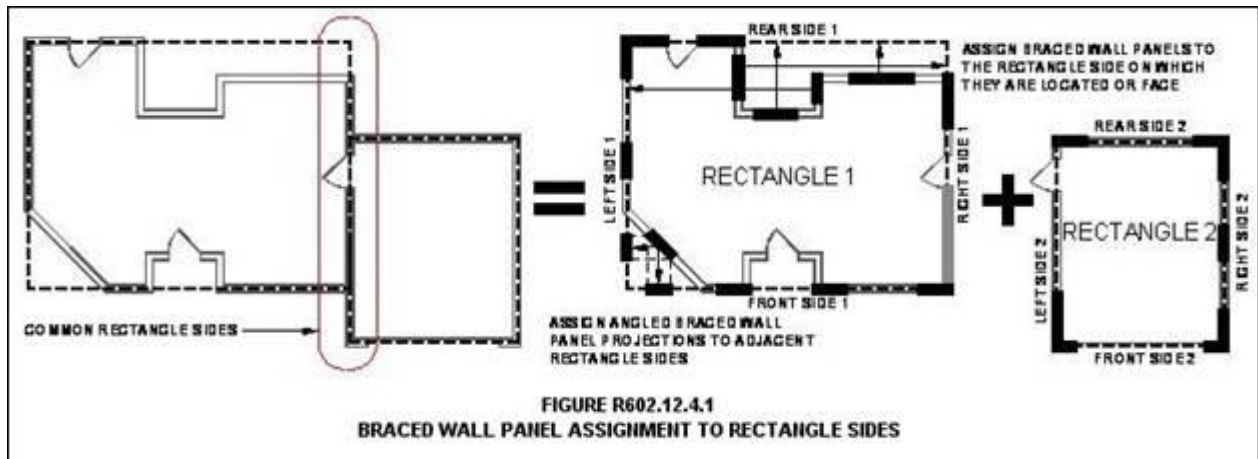 REAR SIDE 1
ASSIGN BRACED WALL PANELS TO
THE RECTANGLE SIDE ON WHICH
THEY ARE LOCATED OR FACE
REAR SIDE 2
LEFT SIDE 1
RECTANGLE 1
RIGHT SIDE 1
=
+
LEFT SIDE 2
RECTANGLE 2
RIGHT SIDE 2
COMMON RECTANGLE SIDES
FRONT SIDE 1
ASSIGN ANGLED BRACED WALL
PANEL PROJECTIONS TO ADJACENT
RECTANGLE SIDES
FRONT SIDE 2
FIGURE R602.12.4.1
BRACED WALL PANEL ASSIGNMENT TO RECTANGLE SIDES